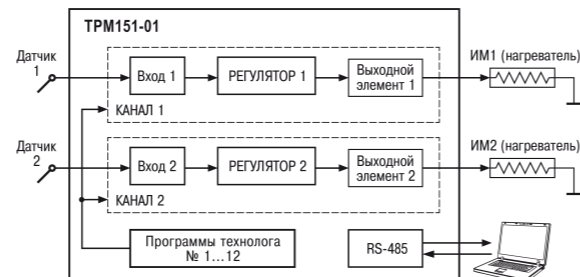 ТРМ151-01
Датчик
1
Вход 1
РЕГУЛЯТОР 1
Выходной
элемент 1
ИМ1 (нагреватель)
КАНАЛ 1
Датчик
2
Вход 2
РЕГУЛЯТОР 2
Выходной
элемент 2
ИМ2 (нагреватель)
КАНАЛ 2
Программы технолога
№ 1...12
RS-485